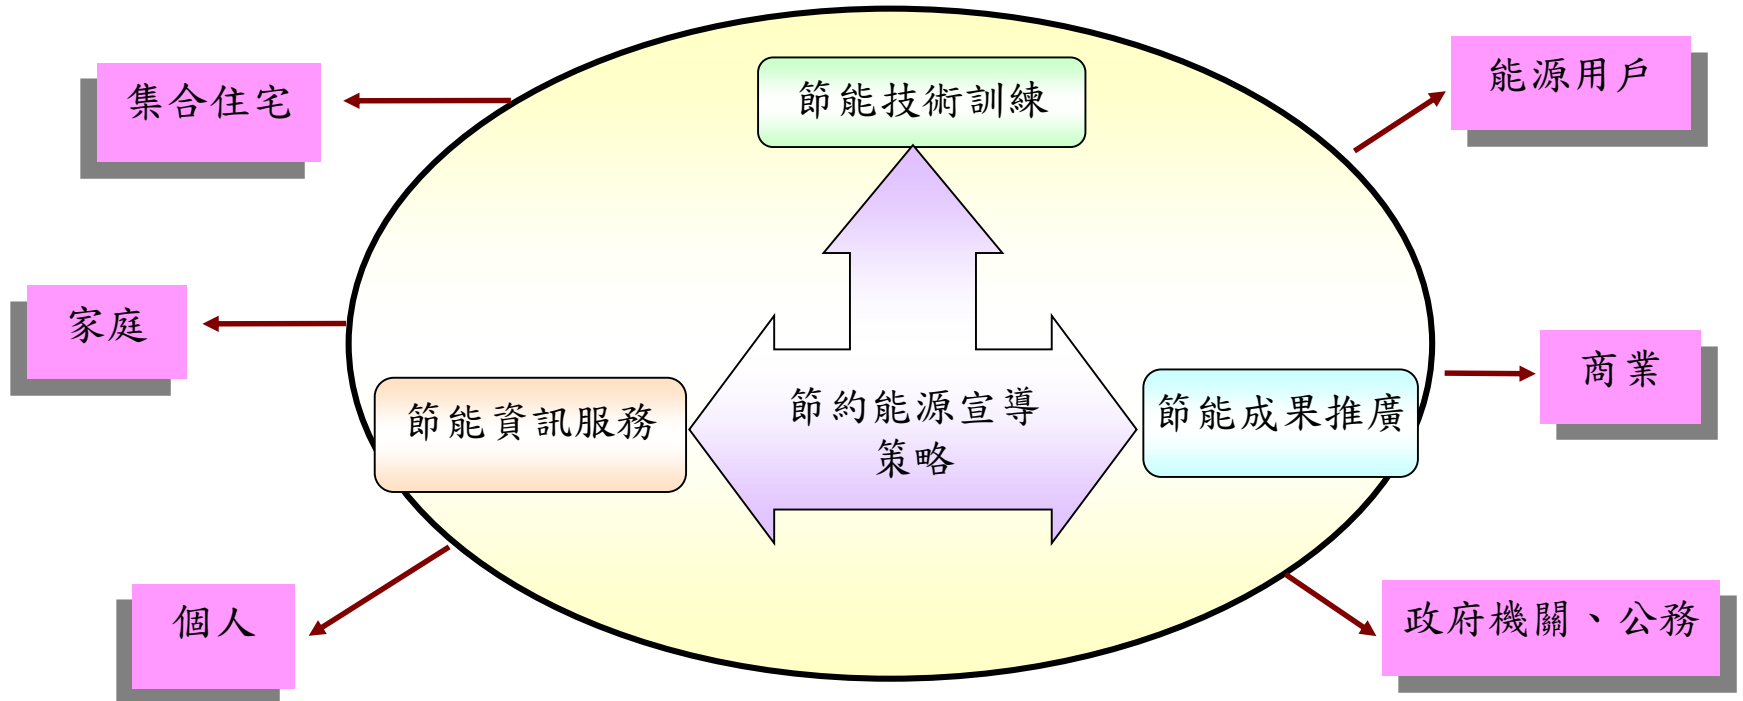 集合住宅
節能技術訓練
能源用戶
家庭
商業
節能資訊服務
節約能源宣導
策略
節能成果推廣
個人
政府機關、公務